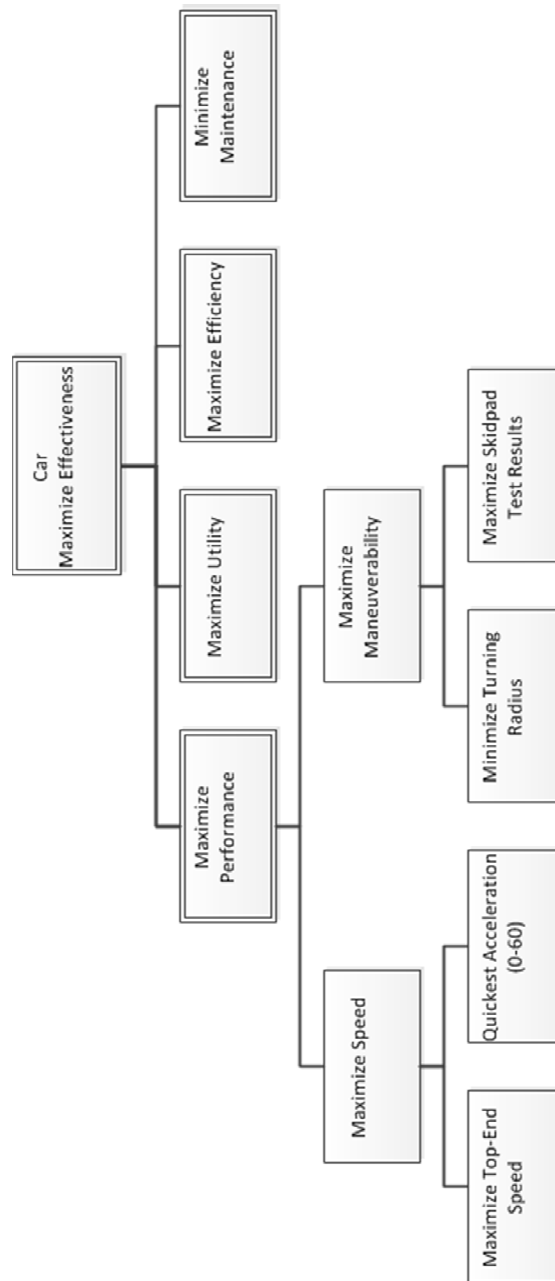 Car
Maximize Effectiveness
Maximize
Performance
Maximize Utility
Maximize Efficiency
Minimize
Maintenance
Maximize Speed
Maximize
Maneuverability
Maximize Top-End
Speed
Quickest Acceleration
(0-60)
Minimize Turning
Radius
Maximize Skidpad
Test Results